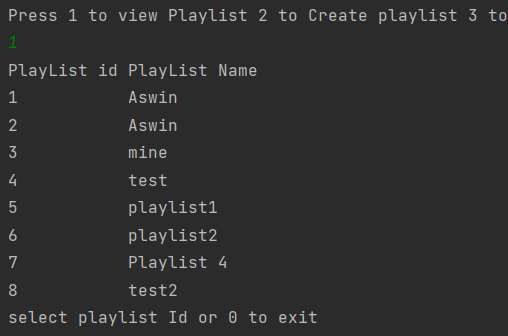 Press 1 to view Playlist 2 to Create playlist 3 to
1
PlayList id PlayList Name
1 Aswin
2 Aswin
3 mine
4 test
5 playlist1
6 playlist2
7 Playlist 4
8 test2
select playlist Id or 0 to exit